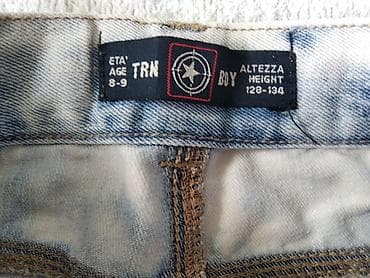 ETA'
AGE
8-9
TRN
BOY
ALTEZZA
HEIGHT
128-134